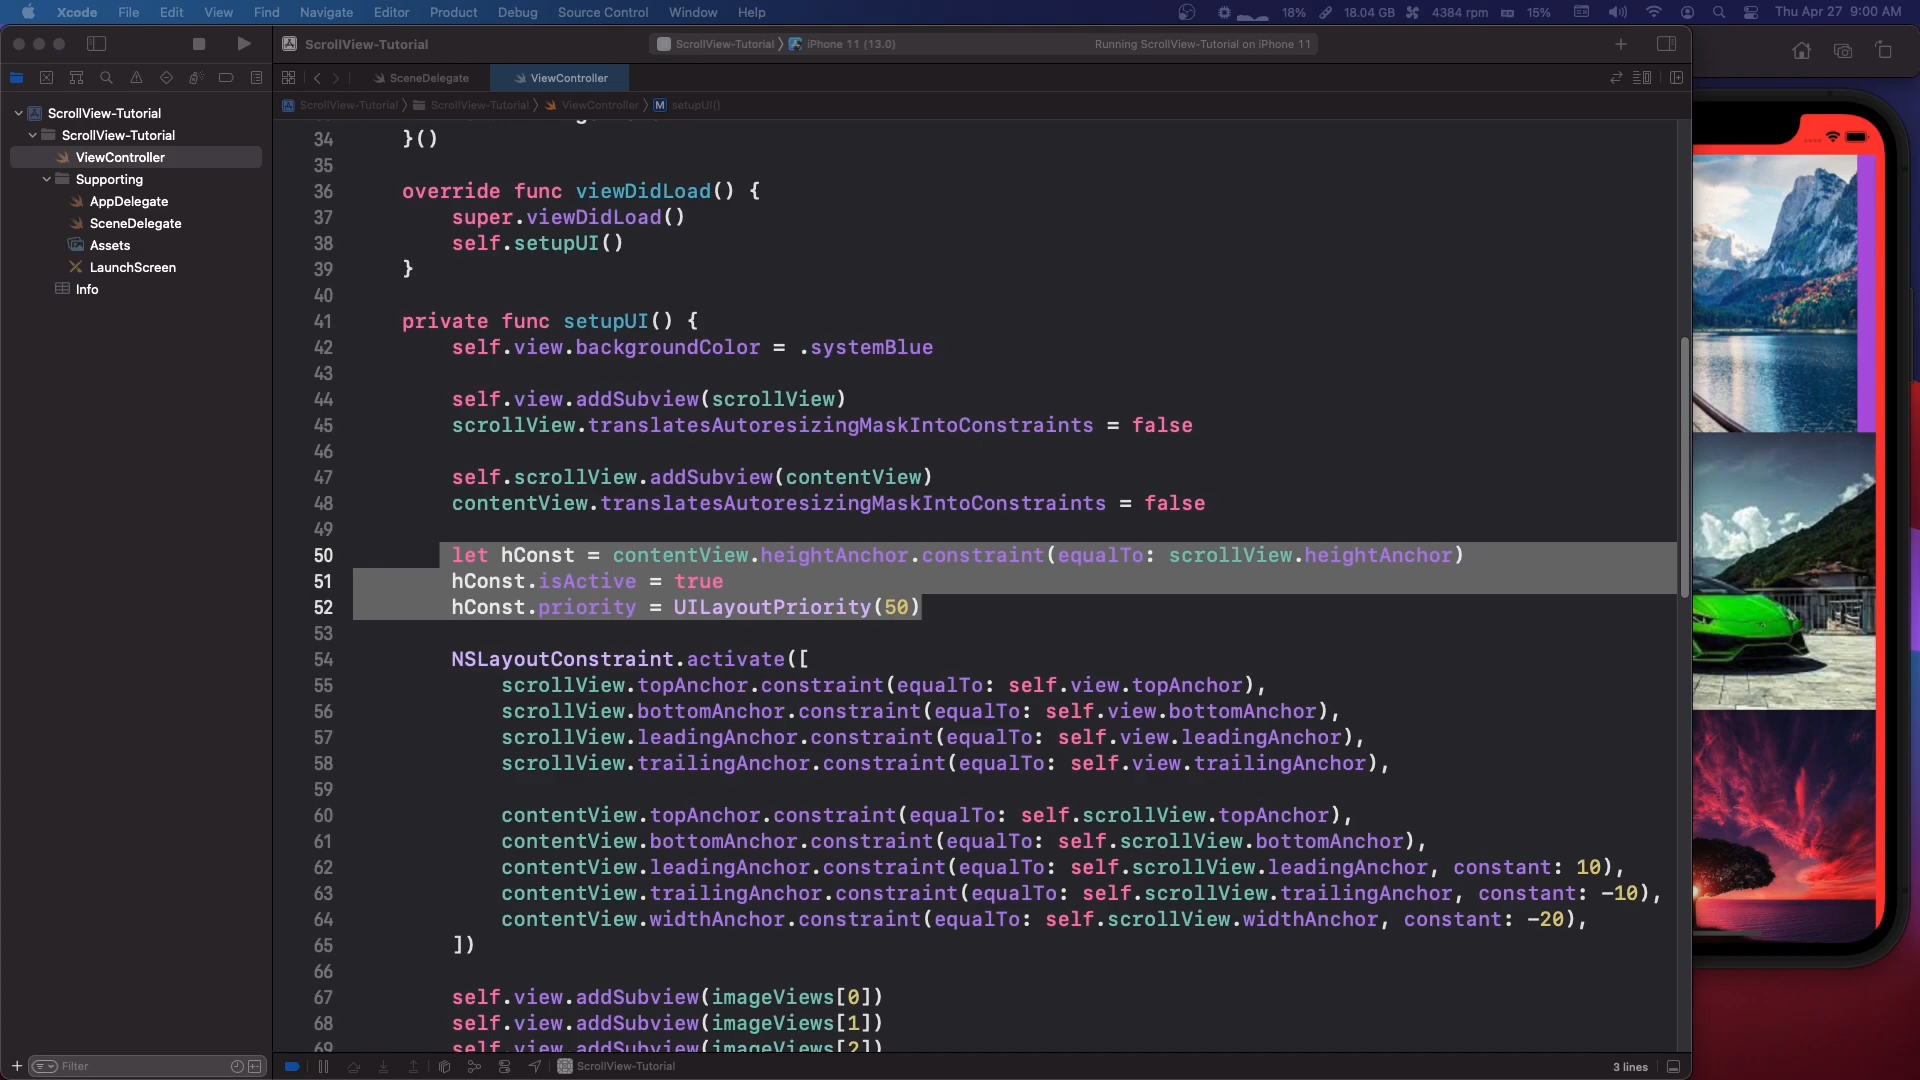 Xcode File Edit View Find Navigate Editor Product Debug Source Control Window Help 18% 18.04 GB 4384 rpm 15% Thu Apr 27 9:00 AM
ScrollView-Tutorial
ScrollView-Tutorial iPhone 11 (13.0)
Running ScrollView-Tutorial on iPhone 11
SceneDelegate
ViewController
ScrollView-Tutorial ScrollView-Tutorial ViewController M setupUI()
ScrollView-Tutorial
ScrollView-Tutorial
ViewController
Supporting
AppDelegate
SceneDelegate
Assets
LaunchScreen
Info
34 }()
35
36 override func viewDidLoad() {
37 super.viewDidLoad()
38 self.setupUI()
39 }
40
41 private func setupUI() {
42 self.view.backgroundColor = .systemBlue
43
44 self.view.addSubview(scrollView)
45 scrollView.translatesAutoresizingMaskIntoConstraints = false
46
47 self.scrollView.addSubview(contentView)
48 contentView.translatesAutoresizingMaskIntoConstraints = false
49
50 let hConst = contentView.heightAnchor.constraint(equalTo: scrollView.heightAnchor)
51 hConst.isActive = true
52 hConst.priority = UILayoutPriority(50)
53
54 NSLayoutConstraint.activate([
55 scrollView.topAnchor.constraint(equalTo: self.view.topAnchor),
56 scrollView.bottomAnchor.constraint(equalTo: self.view.bottomAnchor),
57 scrollView.leadingAnchor.constraint(equalTo: self.view.leadingAnchor),
58 scrollView.trailingAnchor.constraint(equalTo: self.view.trailingAnchor),
59
60 contentView.topAnchor.constraint(equalTo: self.scrollView.topAnchor),
61 contentView.bottomAnchor.constraint(equalTo: self.scrollView.bottomAnchor),
62 contentView.leadingAnchor.constraint(equalTo: self.scrollView.leadingAnchor, constant: 10),
63 contentView.trailingAnchor.constraint(equalTo: self.scrollView.trailingAnchor, constant: -10),
64 contentView.widthAnchor.constraint(equalTo: self.scrollView.widthAnchor, constant: -20),
65 ])
66
67 self.view.addSubview(imageViews[0])
68 self.view.addSubview(imageViews[1])
69 self.view.addSubview(imageViews[2])
Filter
ScrollView-Tutorial
3 lines